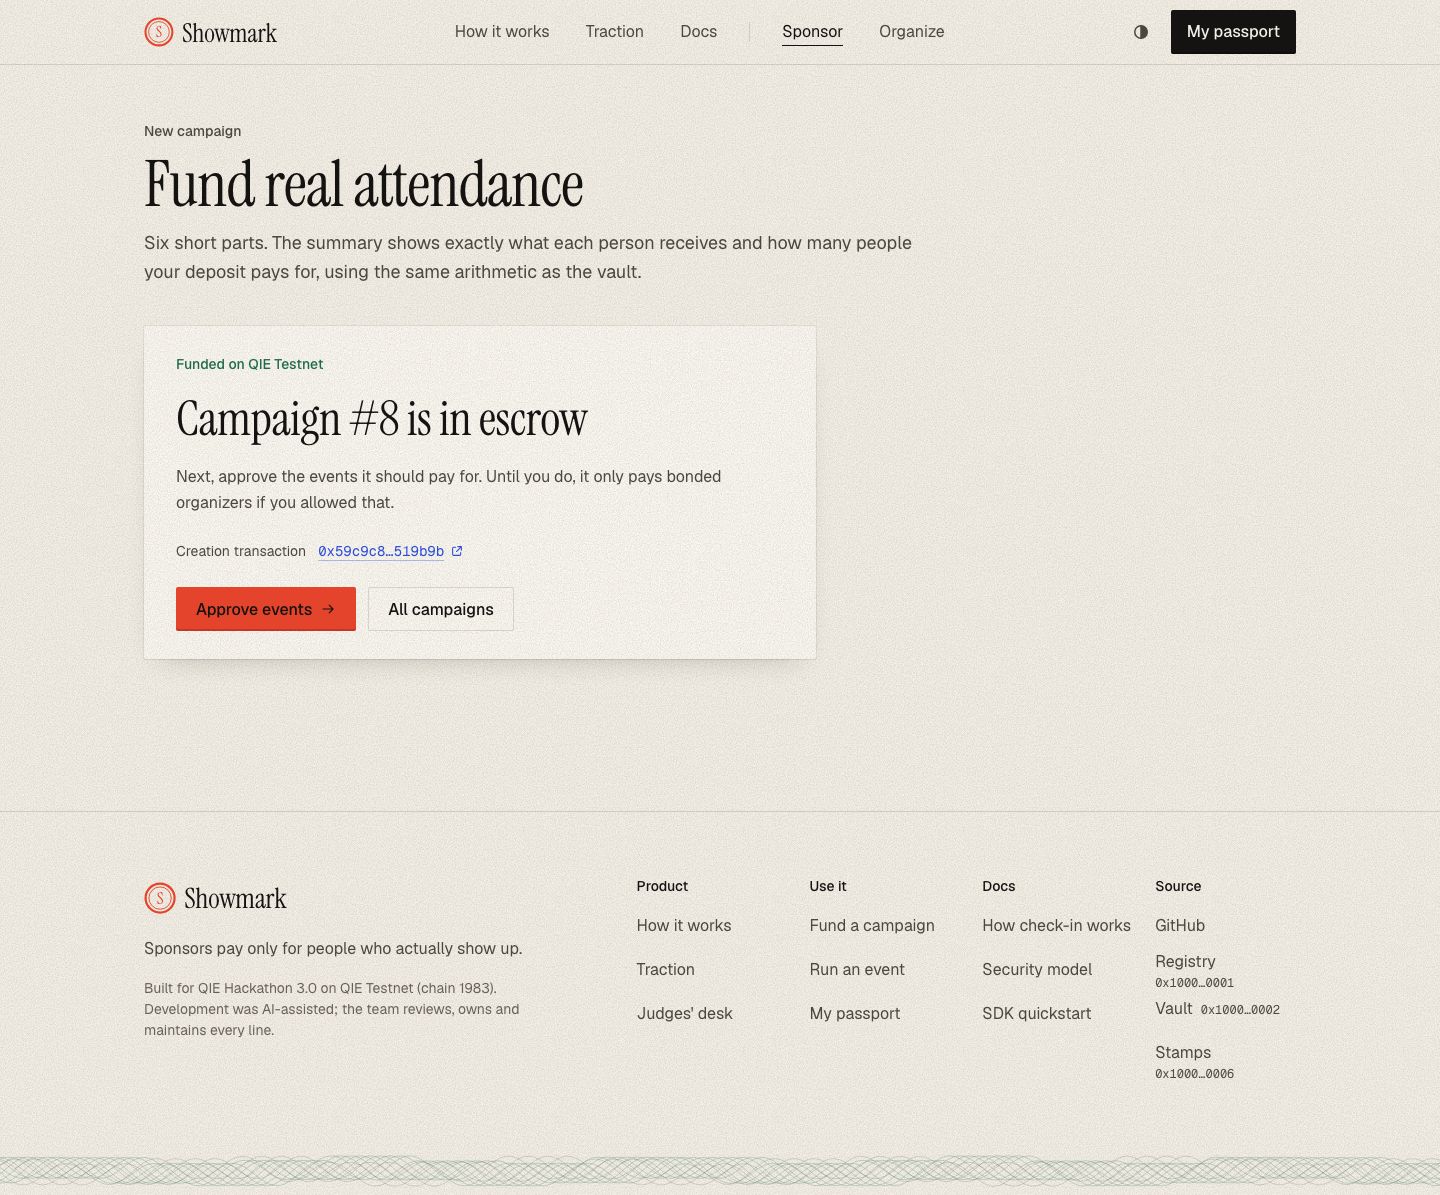 S Showmark
How it works
Traction
Docs
Sponsor
Organize
My passport
New campaign
Fund real attendance
Six short parts. The summary shows exactly what each person receives and how many people
your deposit pays for, using the same arithmetic as the vault.
Funded on QIE Testnet
Campaign #8 is in escrow
Next, approve the events it should pay for. Until you do, it only pays bonded
organizers if you allowed that.
Creation transaction 0x59c9c8…519b9b
Approve events →
All campaigns
S Showmark
Sponsors pay only for people who actually show up.
Built for QIE Hackathon 3.0 on QIE Testnet (chain 1983).
Development was AI-assisted; the team reviews, owns and
maintains every line.
Product
How it works
Traction
Judges' desk
Use it
Fund a campaign
Run an event
My passport
Docs
How check-in works
Security model
SDK quickstart
Source
GitHub
Registry
0x1000…0001
Vault 0x1000…0002
Stamps
0x1000…0006